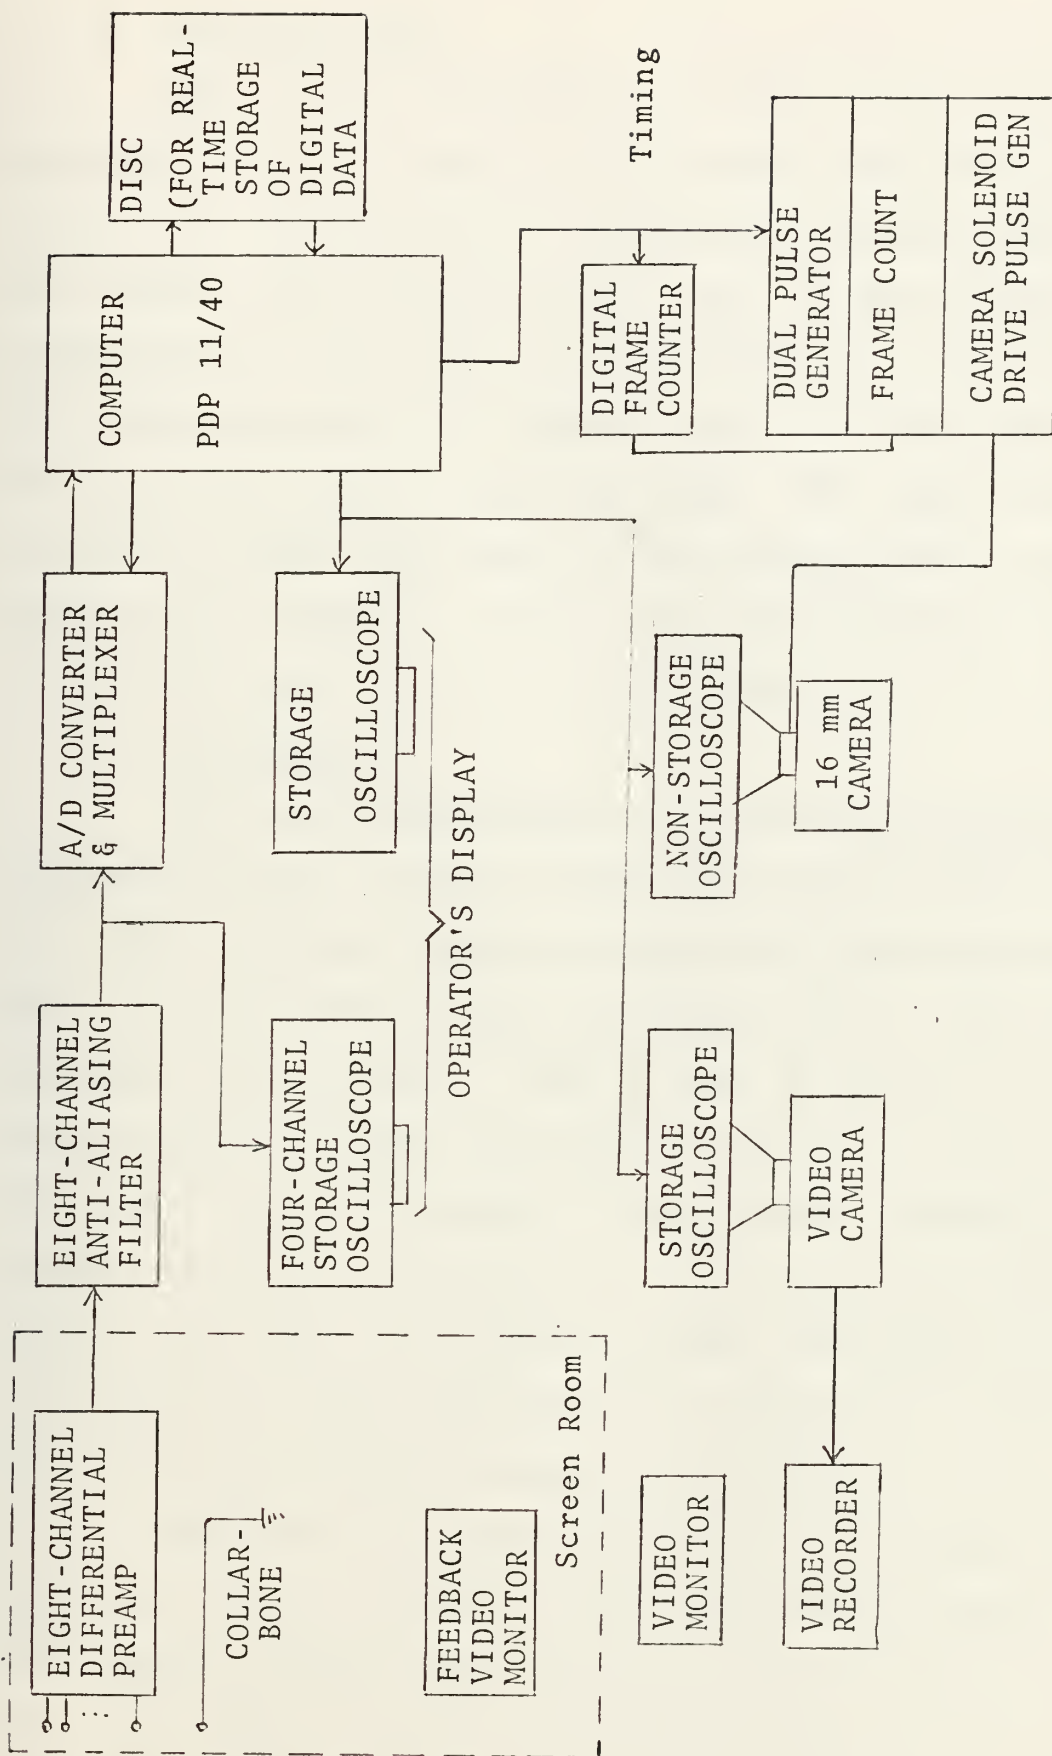 EIGHT-CHANNEL
DIFFERENTIAL
PREAMP
COLLAR-
BONE
FEEDBACK
VIDEO
MONITOR
Screen Room
EIGHT-CHANNEL
ANTI-ALIASING
FILTER
FOUR-CHANNEL
STORAGE
OSCILLOSCOPE
A/D CONVERTER
& MULTIPLEXER
STORAGE
OSCILLOSCOPE
OPERATOR'S DISPLAY
COMPUTER
PDP 11/40
DISC
(FOR REAL-
TIME
STORAGE
OF
DIGITAL
DATA
Timing
DIGITAL
FRAME
COUNTER
DUAL PULSE
GENERATOR
FRAME COUNT
CAMERA SOLENOID
DRIVE PULSE GEN
NON-STORAGE
OSCILLOSCOPE
16 mm
CAMERA
STORAGE
OSCILLOSCOPE
VIDEO
CAMERA
VIDEO
MONITOR
VIDEO
RECORDER